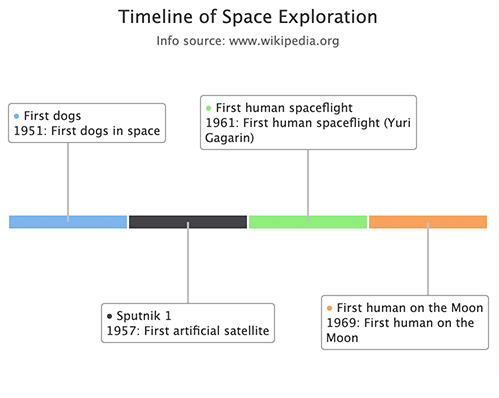 Timeline of Space Exploration
Info source: www.wikipedia.org
● First dogs
1951: First dogs in space
● First human spaceflight
1961: First human spaceflight (Yuri
Gagarin)
● Sputnik 1
1957: First artificial satellite
● First human on the Moon
1969: First human on the
Moon